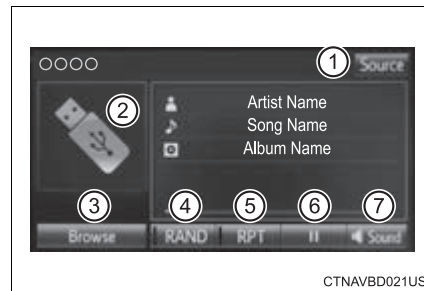 ○○○○
① Source
②
Artist Name
Song Name
Album Name
③ ④ ⑤ ⑥ ⑦
Browse RAND RPT II Sound
CTNAVBD021US